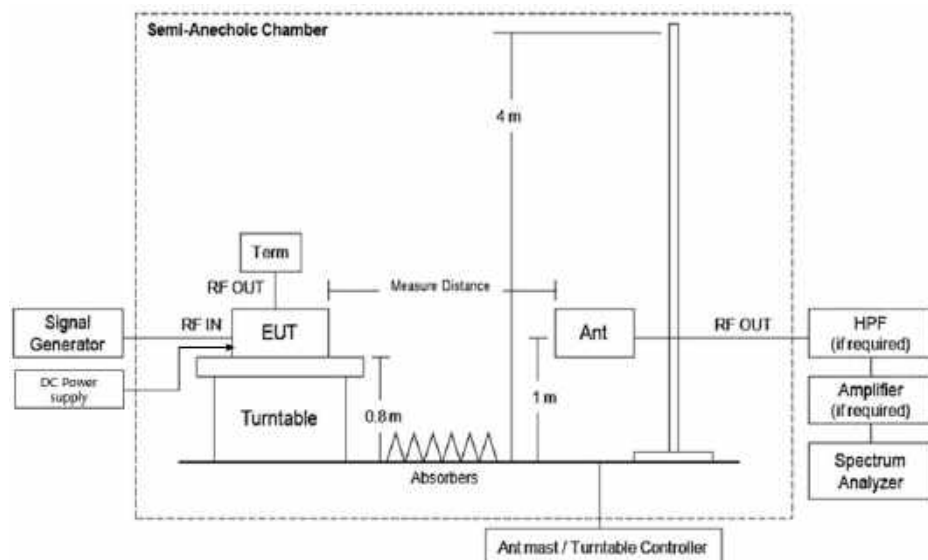 Semi-Anechoic Chamber
4 m
Term
RF OUT
Measure Distance
Signal
Generator
RF IN
EUT
Ant
RF OUT
HPF
(if required)
DC Power
supply
Turntable
0.8 m
1 m
Amplifier
(if required)
Absorbers
Spectrum
Analyzer
Ant mast / Turntable Controller